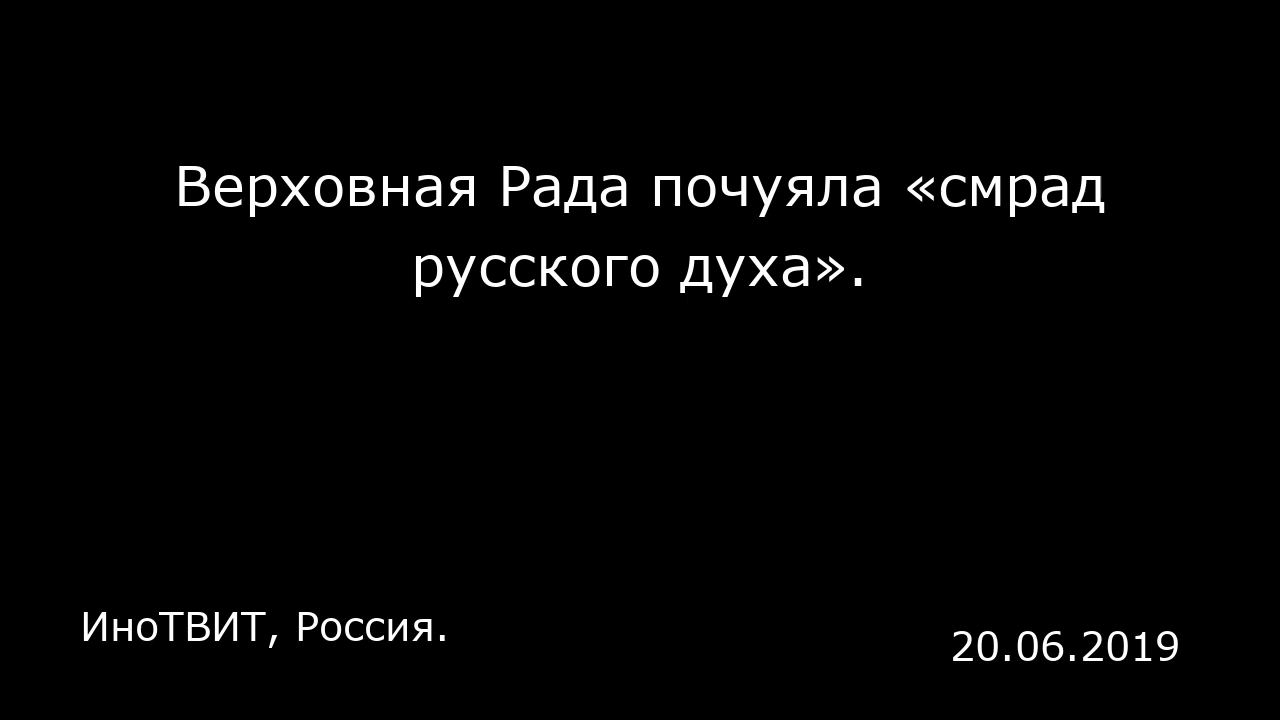 Верховная Рада почуяла «смрад
русского духа».
ИноТВИТ, Россия.
20.06.2019